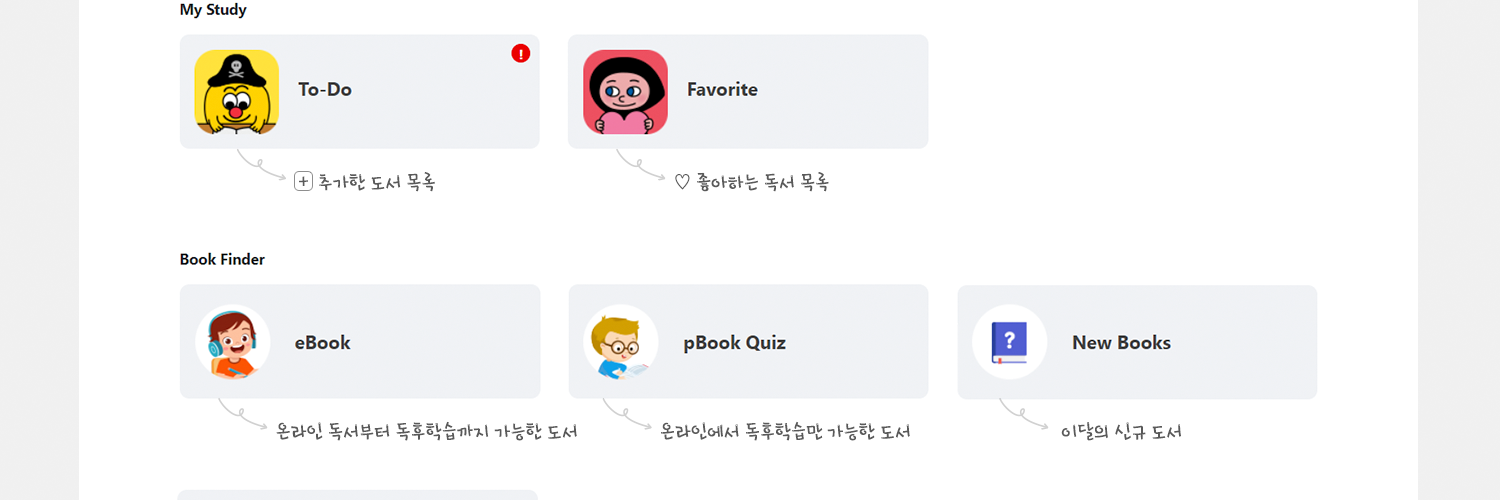 My Study
To-Do
!
Favorite
+ 추가한 도서 목록
♡ 좋아하는 독서 목록
Book Finder
eBook
pBook Quiz
?
New Books
온라인 독서부터 독후학습까지 가능한 도서
온라인에서 독후학습만 가능한 도서
이달의 신규 도서